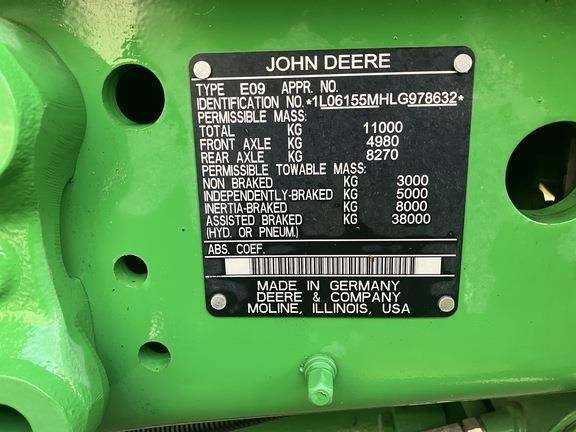 JOHN DEERE
TYPE E09 APPR. NO.
IDENTIFICATION NO.*1L06155MHLG978632*
PERMISSIBLE MASS:
TOTAL KG 11000
FRONT AXLE KG 4980
REAR AXLE KG 8270
PERMISSIBLE TOWABLE MASS:
NON BRAKED KG 3000
INDEPENDENTLY-BRAKED KG 5000
INERTIA-BRAKED KG 8000
ASSISTED BRAKED KG 38000
(HYD. OR PNEUM.)
ABS. COEF.
MADE IN GERMANY
DEERE & COMPANY
MOLINE, ILLINOIS, USA